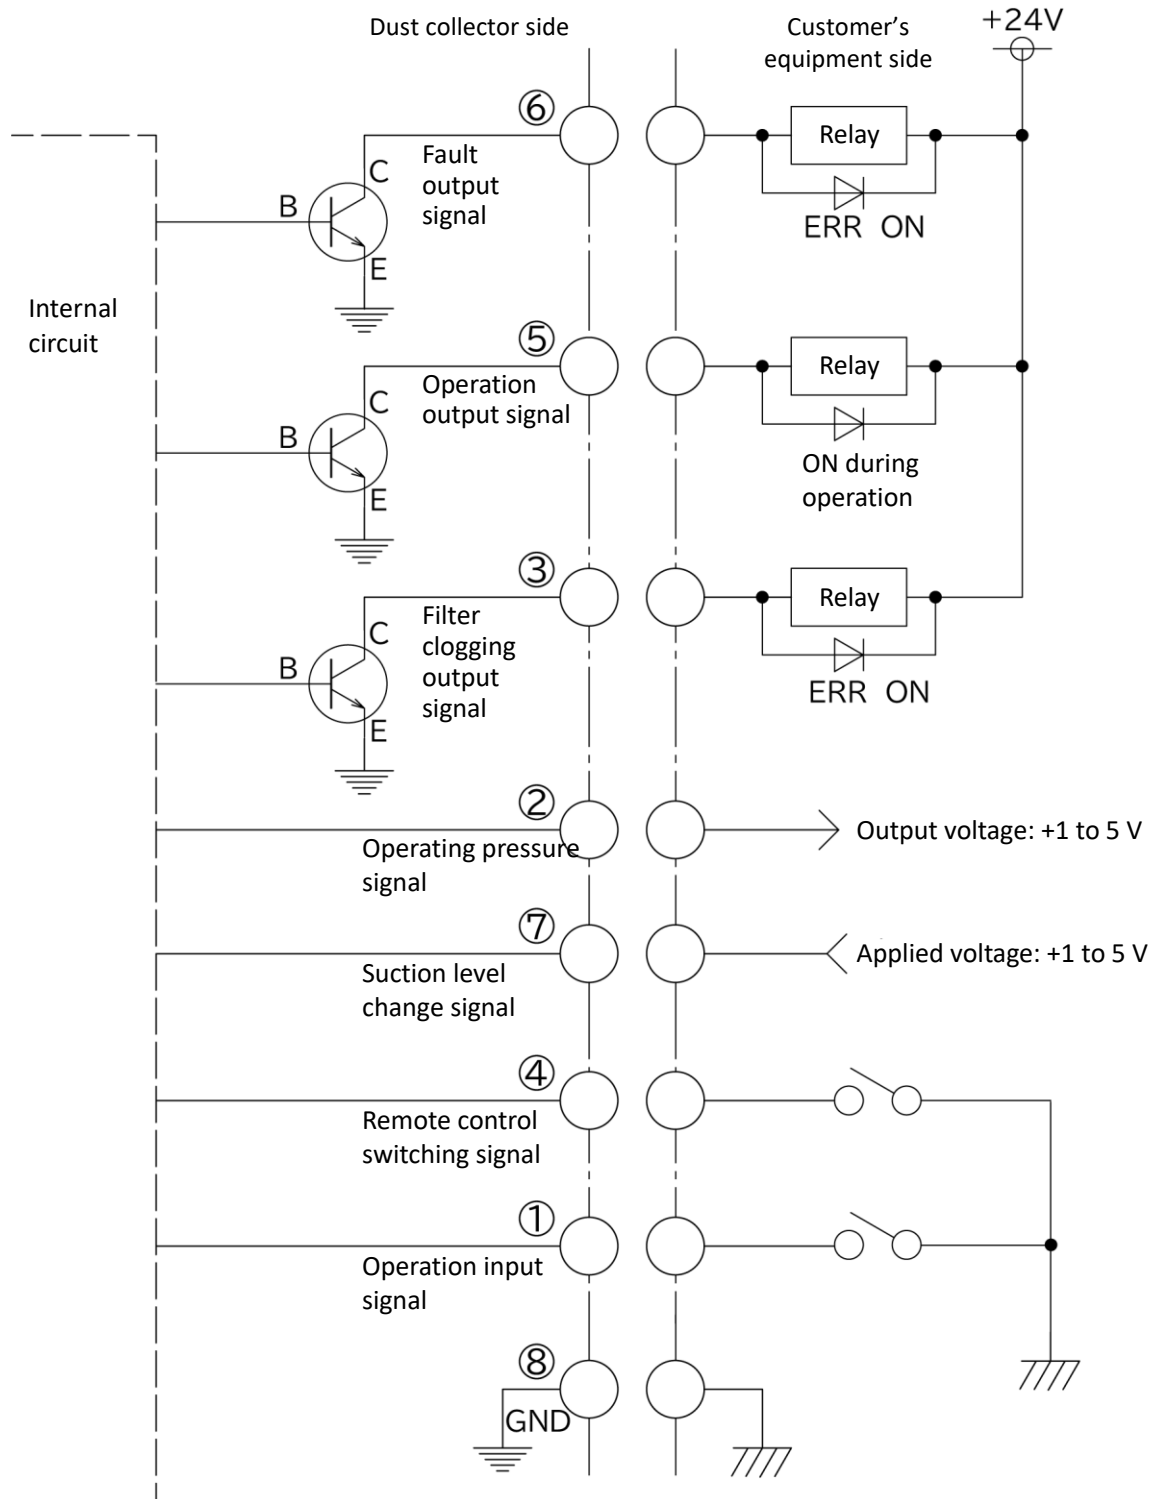 Dust collector side
Customer’s
equipment side
+24V
⑥
Relay
Fault
output
signal
C
B
E
ERR ON
Internal
circuit
⑤
Relay
Operation
output signal
C
B
E
ON during
operation
③
Relay
Filter
clogging
output
signal
C
B
E
ERR ON
②
Operating pressure
signal
Output voltage: +1 to 5 V
⑦
Suction level
change signal
Applied voltage: +1 to 5 V
④
Remote control
switching signal
①
Operation input
signal
⑧
GND